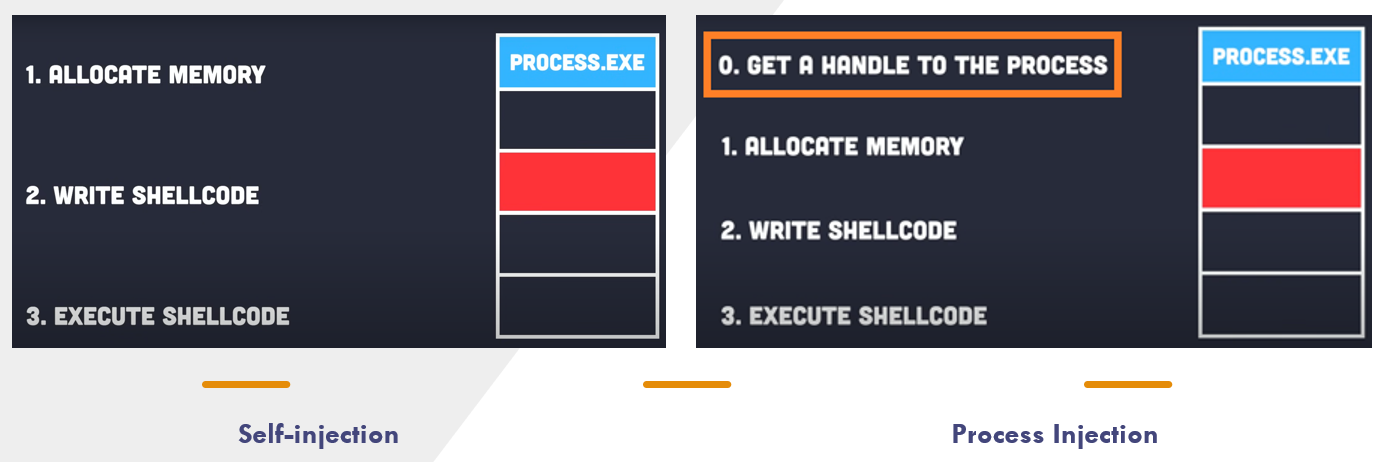 1. ALLOCATE MEMORY
PROCESS.EXE
2. WRITE SHELLCODE
3. EXECUTE SHELLCODE
Self-injection
0. GET A HANDLE TO THE PROCESS
PROCESS.EXE
1. ALLOCATE MEMORY
2. WRITE SHELLCODE
3. EXECUTE SHELLCODE
Process Injection